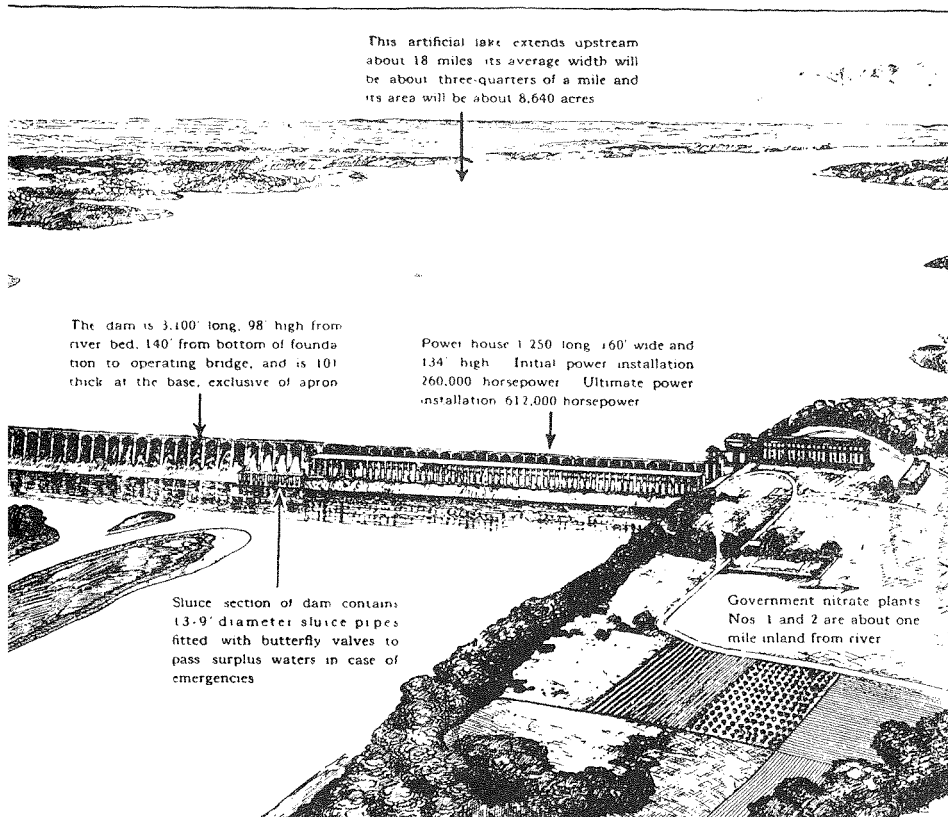 This artificial lake extends upstream
about 18 miles its average width will
be about three-quarters of a mile and
its area will be about 8,640 acres
The dam is 3,100' long, 98' high from
river bed, 140' from bottom of founda
tion to operating bridge, and is 101
thick at the base, exclusive of apron
Power house 1 250 long 160' wide and
134' high Initial power installation
260,000 horsepower Ultimate power
installation 612,000 horsepower
Sluice section of dam contains
13-9' diameter sluice pipes
fitted with butterfly valves to
pass surplus waters in case of
emergencies
Government nitrate plants
Nos. 1 and 2 are about one
mile inland from river